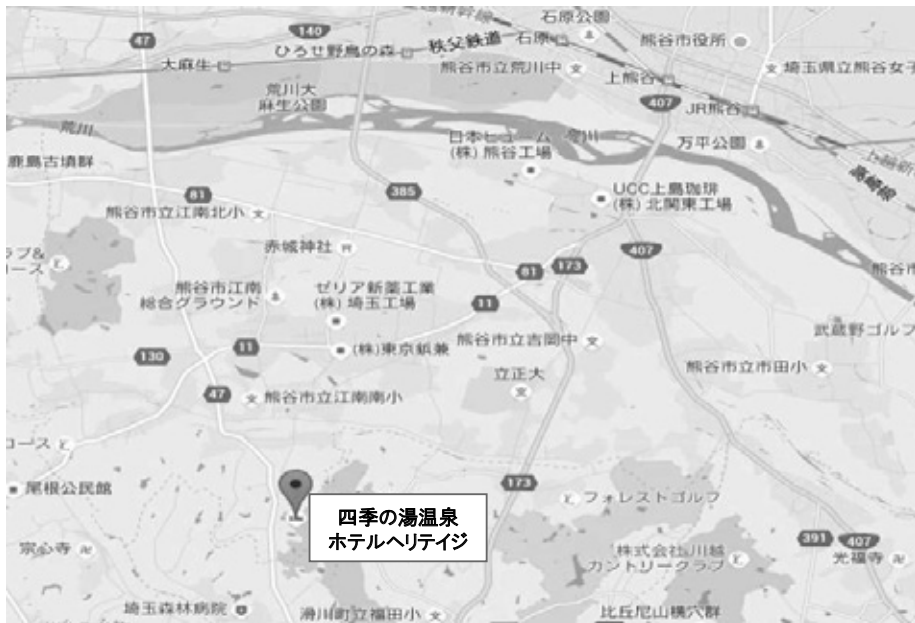 140
石原公園
47
ひろせ野鳥の森
秩父鉄道
石原
熊谷市役所
大麻生
熊谷市立荒川中
上熊谷
埼玉県立熊谷女子
荒川大
麻生公園
407
JR熊谷
荒川
日本ヒューム
(株) 熊谷工場
荒川
万平公園
鹿島古墳群
高崎線
81
385
UCC上島珈琲
(株) 北関東工場
熊谷市立江南北小
赤城神社
407
173
81
ゼリア新薬工業
(株) 埼玉工場
熊谷市江南
総合グラウンド
11
武蔵野ゴルフ
11
(株)東京鋲兼
熊谷市立吉岡中
130
立正大
熊谷市立市田小
47
熊谷市立江南南小
コース
173
尾根公民館
フォレストゴルフ
四季の湯温泉
ホテルヘリテイジ
宗心寺
株式会社川越
カントリークラブ
391
407
光福寺
埼玉森林病院
滑川町立福田小
比丘尼山横穴群